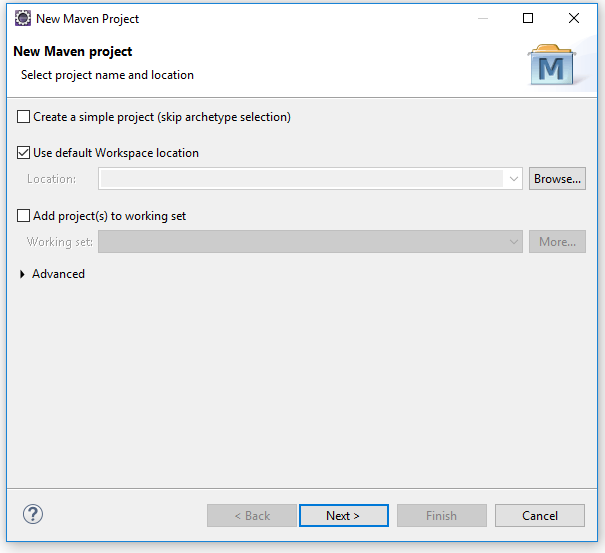 New Maven Project
New Maven project
Select project name and location
M
Create a simple project (skip archetype selection)
Use default Workspace location
Location:
Browse...
Add project(s) to working set
Working set:
More...
Advanced
?
< Back
Next >
Finish
Cancel